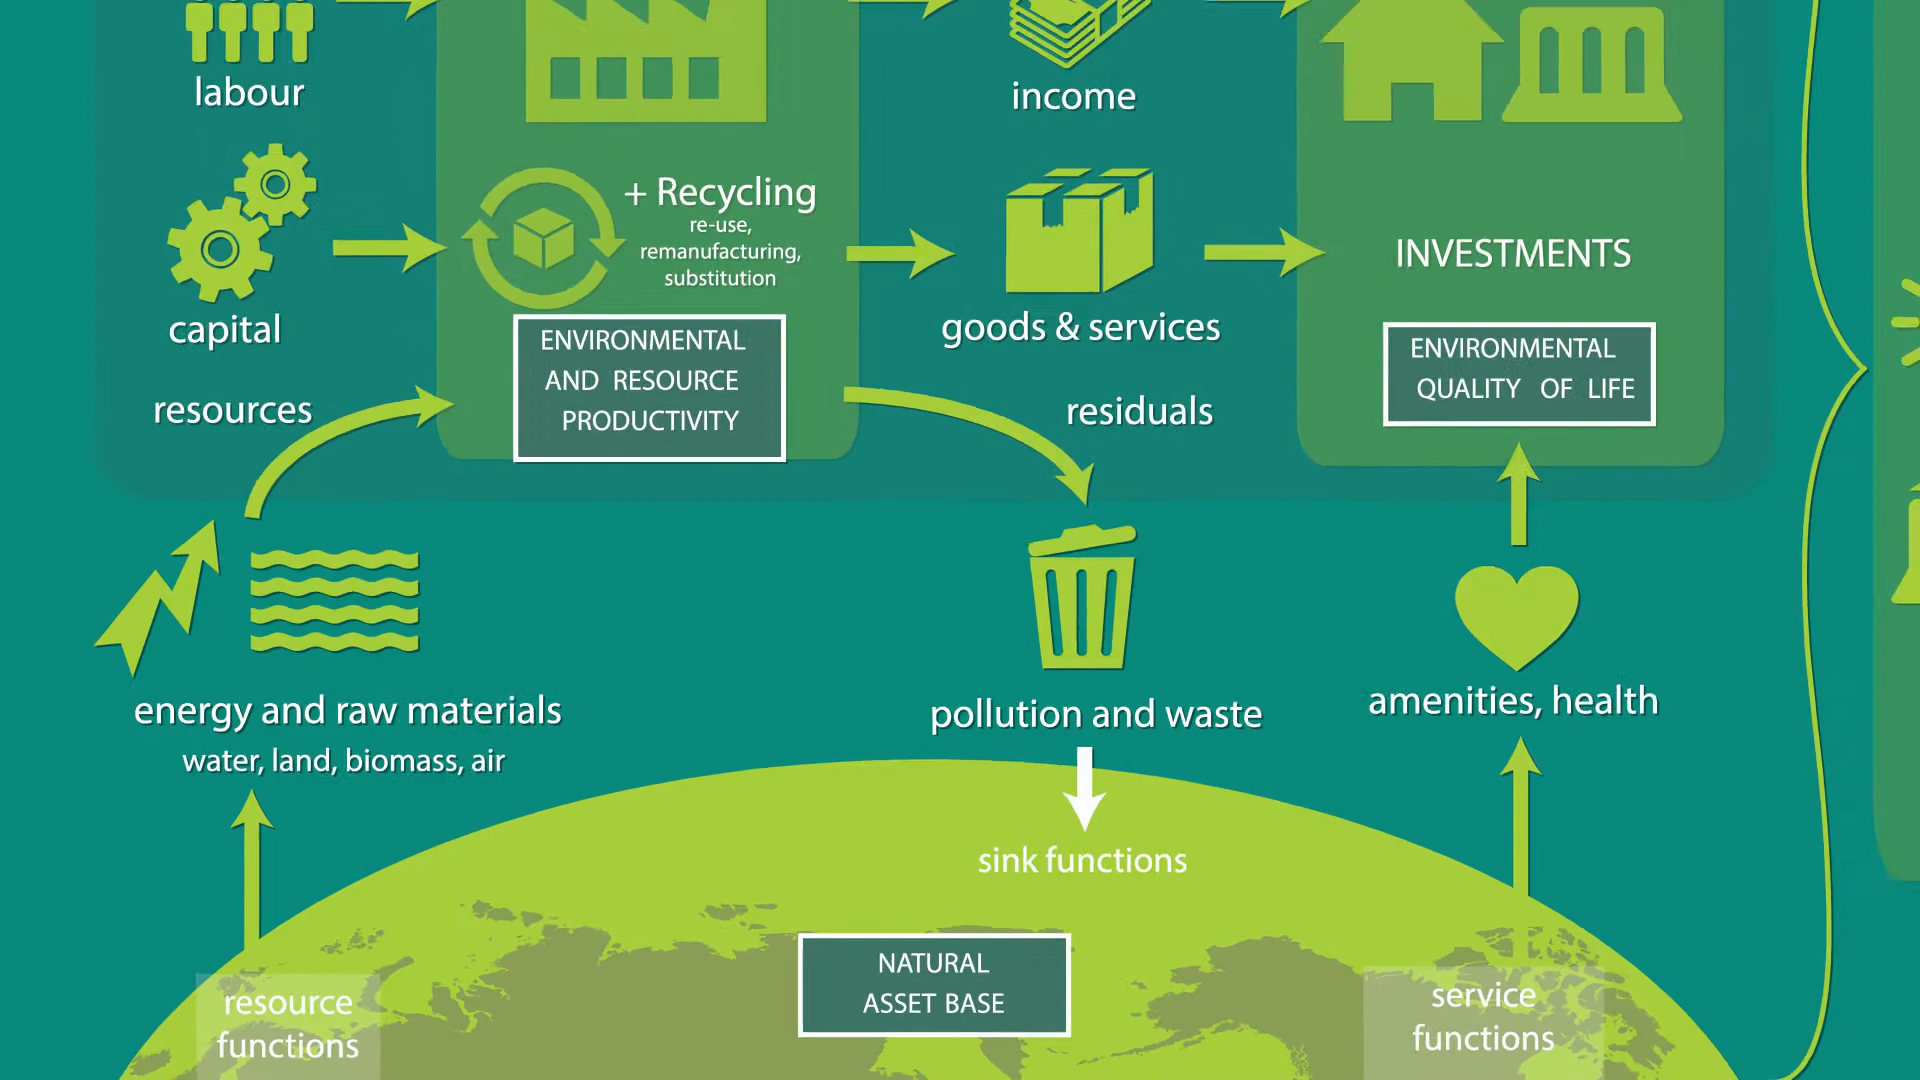 labour
income
+ Recycling
re-use,
remanufacturing,
substitution
INVESTMENTS
capital
goods & services
ENVIRONMENTAL
AND RESOURCE
PRODUCTIVITY
ENVIRONMENTAL
QUALITY OF LIFE
resources
residuals
energy and raw materials
water, land, biomass, air
pollution and waste
amenities, health
sink functions
NATURAL
ASSET BASE
resource
functions
service
functions